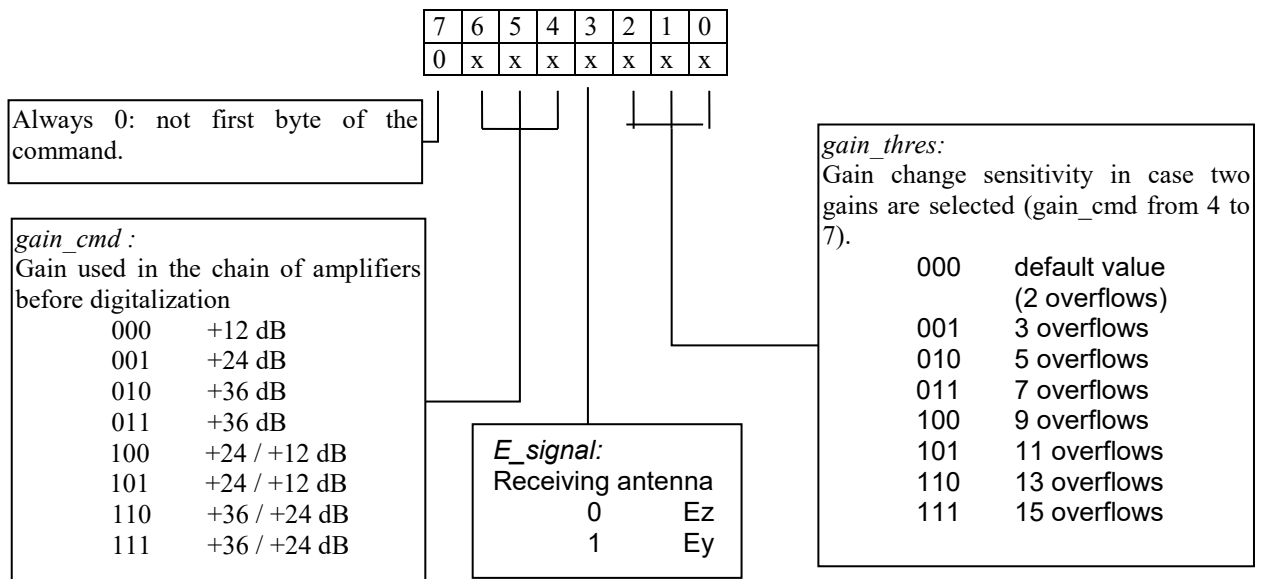 7 6 5 4 3 2 1 0
0 x x x x x x x
Always 0: not first byte of the
command.
gain_cmd :
Gain used in the chain of amplifiers
before digitalization
000 +12 dB
001 +24 dB
010 +36 dB
011 +36 dB
100 +24 / +12 dB
101 +24 / +12 dB
110 +36 / +24 dB
111 +36 / +24 dB
E_signal:
Receiving antenna
0 Ez
1 Ey
gain_thres:
Gain change sensitivity in case two
gains are selected (gain_cmd from 4 to
7).
000 default value
(2 overflows)
001 3 overflows
010 5 overflows
011 7 overflows
100 9 overflows
101 11 overflows
110 13 overflows
111 15 overflows